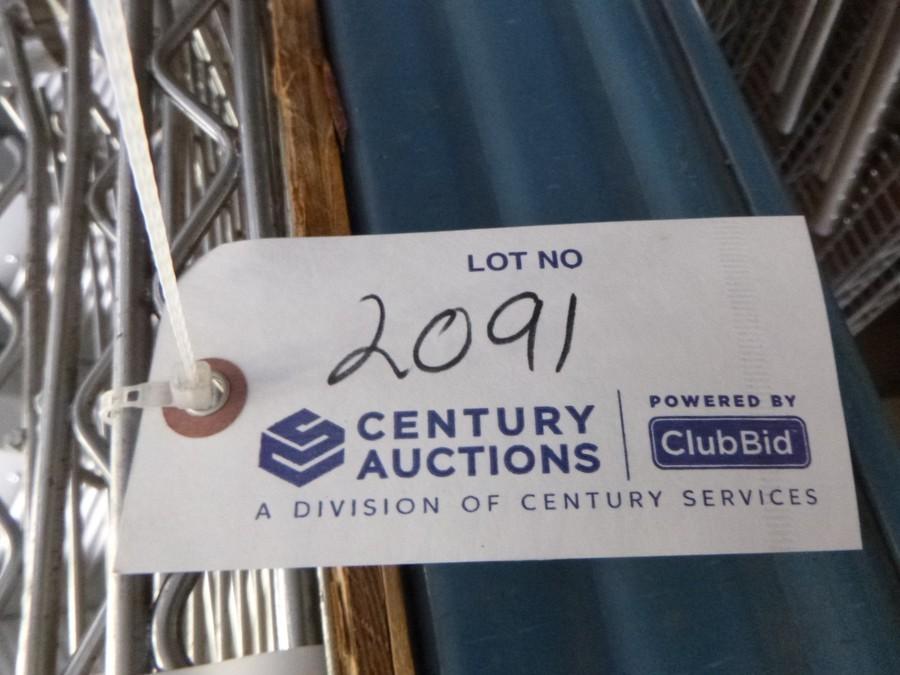 LOT NO
2091
CENTURY
AUCTIONS
POWERED BY
ClubBid
A DIVISION OF CENTURY SERVICES